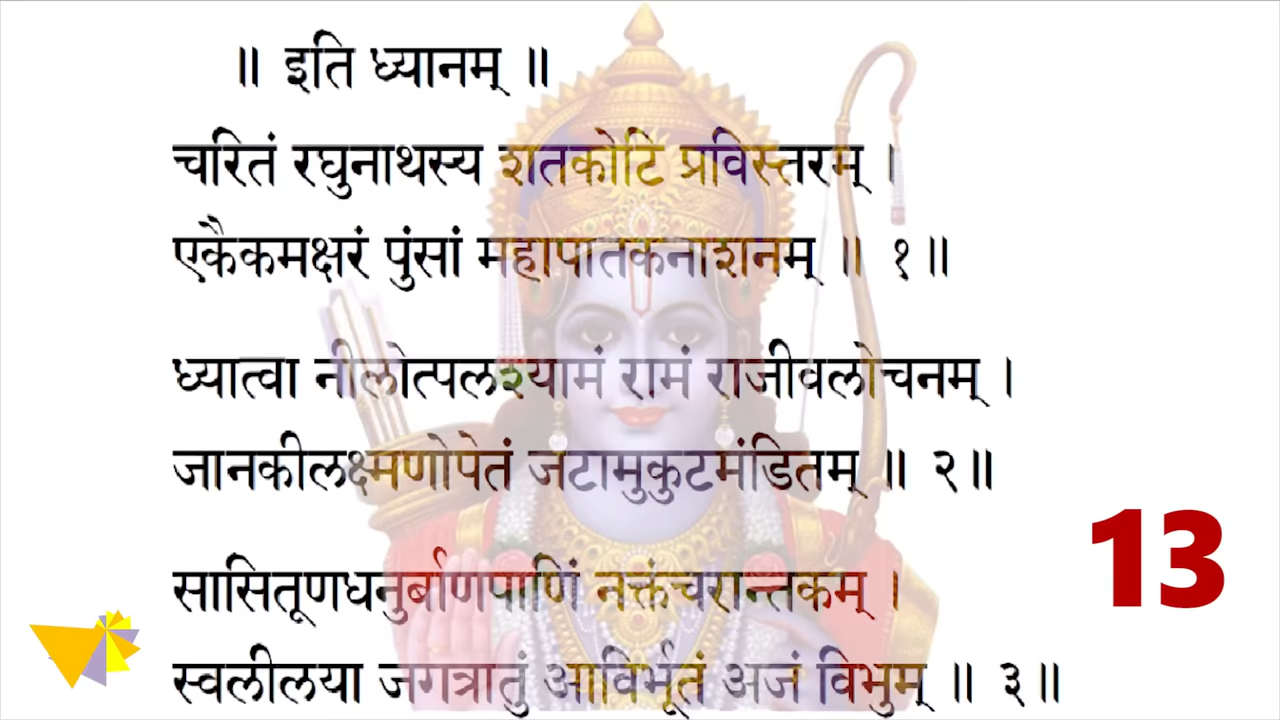 ॥ इति ध्यानम् ॥
चरितं रघुनाथस्य शतकोटि प्रविस्तरम् ।
एकैकमक्षरं पुंसां महापातकनाशनम् ॥ १॥
ध्यात्वा नीलोत्पलश्यामं रामं राजीवलोचनम् ।
जानकीलक्ष्मणोपेतं जटामुकुटमंडितम् ॥ २॥
सासितूणधनुर्बाणपाणिं नक्तंचरान्तकम् ।
स्वलीलया जगत्रातुं आविर्भूतं अजं विभुम् ॥ ३॥
13